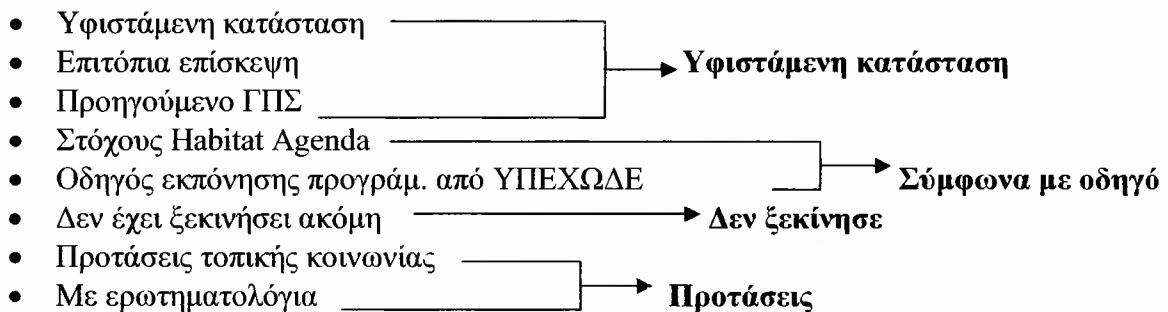 • Υφιστάμενη κατάσταση
• Επιτόπια επίσκεψη Υφιστάμενη κατάσταση
• Προηγούμενο ΓΠΣ
• Στόχους Habitat Agenda
• Οδηγός εκπόνησης προγράμ. από ΥΠΕΧΩΔΕ Σύμφωνα με οδηγό
• Δεν έχει ξεκινήσει ακόμη Δεν ξεκίνησε
• Προτάσεις τοπικής κοινωνίας
• Με ερωτηματολόγια Προτάσεις